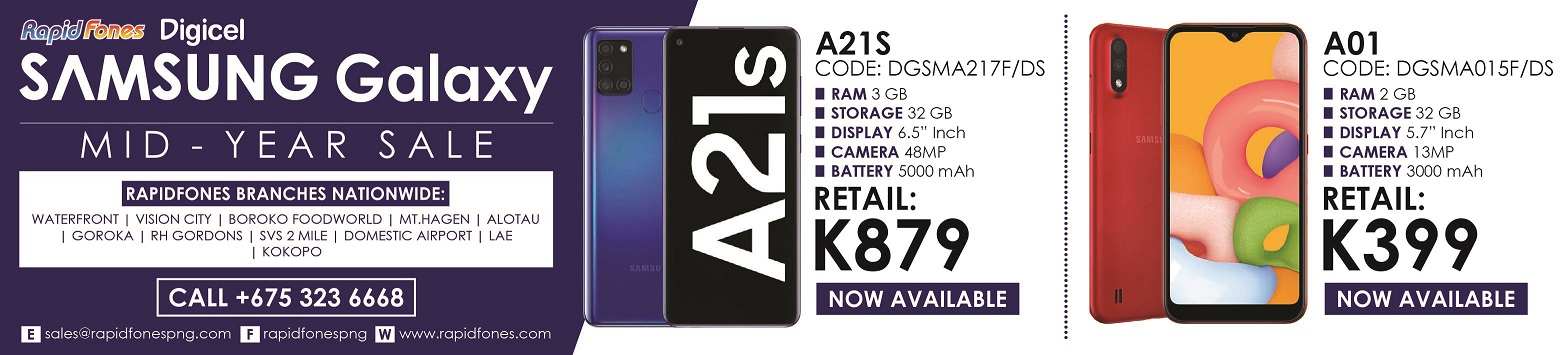 RapidFones Digicel
SAMSUNG Galaxy
MID - YEAR SALE
RAPIDFONES BRANCHES NATIONWIDE:
WATERFRONT | VISION CITY | BOROKO FOODWORLD | MT.HAGEN | ALOTAU
| GOROKA | RH GORDONS | SVS 2 MILE | DOMESTIC AIRPORT | LAE
| KOKOPO
CALL +675 323 6668
E sales@rapidfonespng.com F rapidfonespng W www.rapidfones.com
SAMSU
A21s
A21S
CODE: DGSMA217F/DS
RAM 3 GB
STORAGE 32 GB
DISPLAY 6.5” Inch
CAMERA 48MP
BATTERY 5000 mAh
RETAIL:
K879
NOW AVAILABLE
SAMSU
A01
CODE: DGSMA015F/DS
RAM 2 GB
STORAGE 32 GB
DISPLAY 5.7” Inch
CAMERA 13MP
BATTERY 3000 mAh
RETAIL:
K399
NOW AVAILABLE